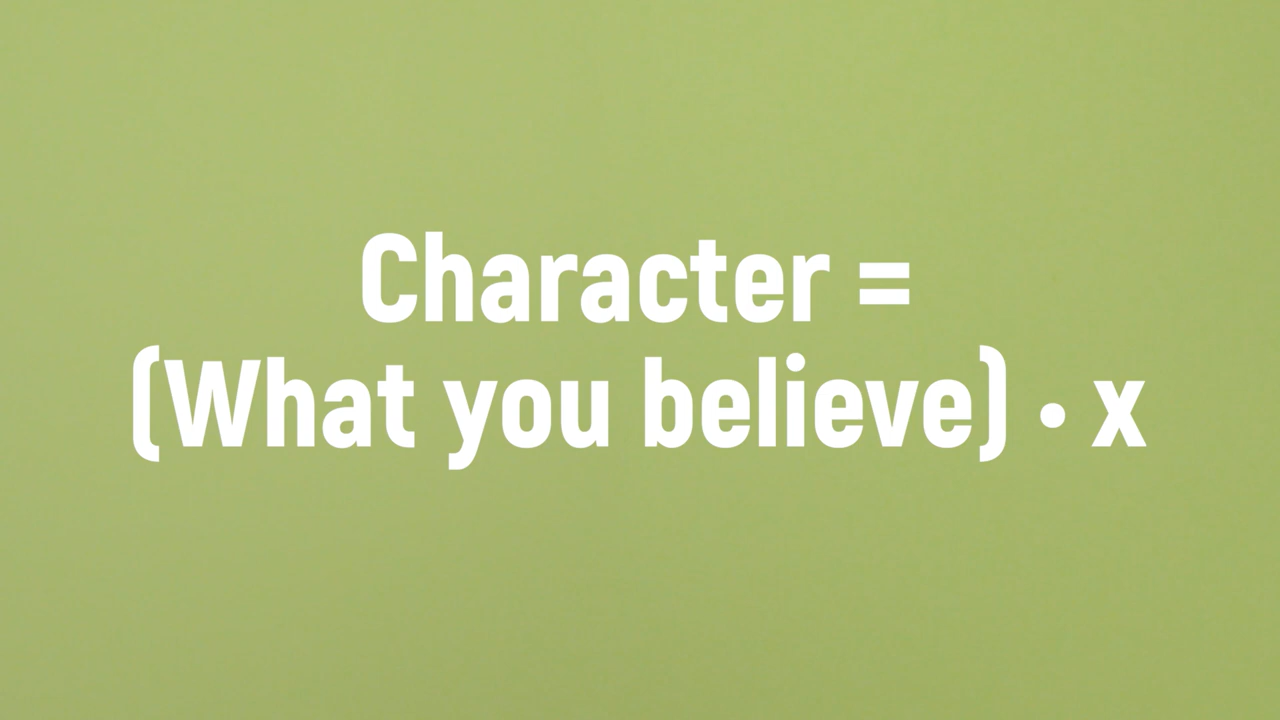 Character =
(What you believe) • x